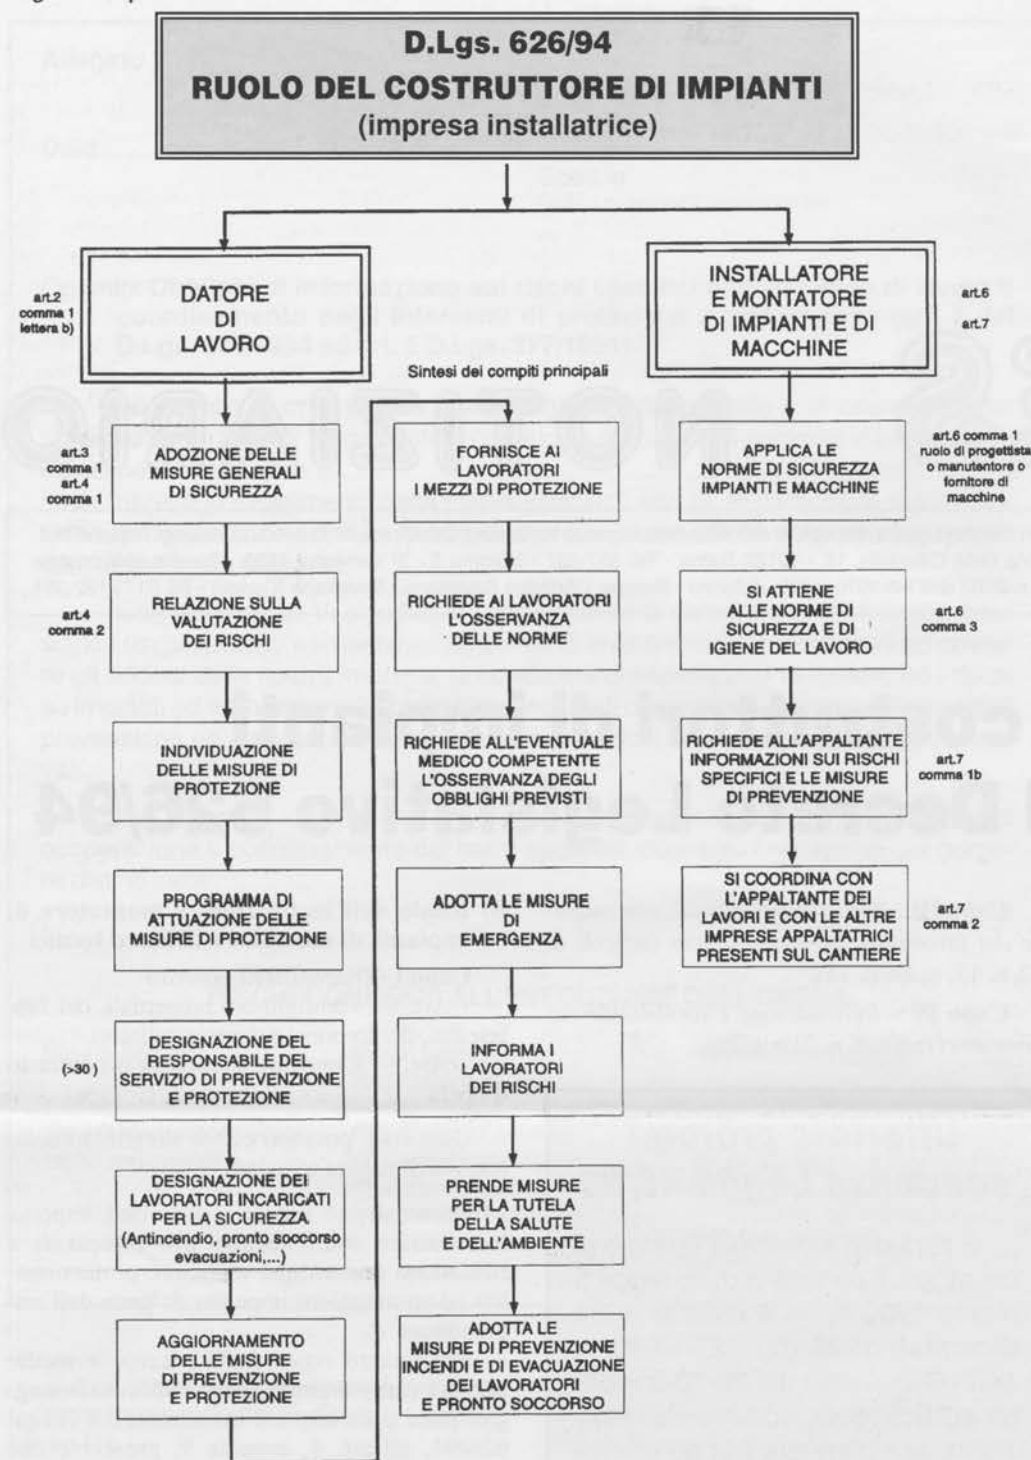 D.Lgs. 626/94
RUOLO DEL COSTRUTTORE DI IMPIANTI
(impresa installatrice)
art.2
comma 1
lettera b)
DATORE
DI
LAVORO
INSTALLATORE
E MONTATORE
DI IMPIANTI E DI
MACCHINE
art.6
art.7
Sintesi dei compiti principali
art.3
comma 1
art.4
comma 1
ADOZIONE DELLE
MISURE GENERALI
DI SICUREZZA
FORNISCE AI
LAVORATORI
I MEZZI DI PROTEZIONE
APPLICA LE
NORME DI SICUREZZA
IMPIANTI E MACCHINE
art.6 comma 1
ruolo di progettista
o manutentore o
fornitore di
macchine
art.4
comma 2
RELAZIONE SULLA
VALUTAZIONE
DEI RISCHI
RICHIEDE AI LAVORATORI
L'OSSERVANZA
DELLE NORME
SI ATTIENE
ALLE NORME DI
SICUREZZA E DI
IGIENE DEL LAVORO
art.6
comma 3
INDIVIDUAZIONE
DELLE MISURE DI
PROTEZIONE
RICHIEDE ALL'EVENTUALE
MEDICO COMPETENTE
L'OSSERVANZA DEGLI
OBBLIGHI PREVISTI
RICHIEDE ALL'APPALTANTE
INFORMAZIONI SUI RISCHI
SPECIFICI E LE MISURE
DI PREVENZIONE
art.7
comma 1b
PROGRAMMA DI
ATTUAZIONE DELLE
MISURE DI PROTEZIONE
ADOTTA LE MISURE
DI
EMERGENZA
SI COORDINA CON
L'APPALTANTE DEI
LAVORI E CON LE ALTRE
IMPRESE APPALTATRICI
PRESENTI SUL CANTIERE
art.7
comma 2
(>30)
DESIGNAZIONE DEL
RESPONSABILE DEL
SERVIZIO DI PREVENZIONE
E PROTEZIONE
INFORMA I
LAVORATORI
DEI RISCHI
DESIGNAZIONE DEI
LAVORATORI INCARICATI
PER LA SICUREZZA
(Antincendio, pronto soccorso
evacuazioni,...)
PRENDE MISURE
PER LA TUTELA
DELLA SALUTE
E DELL'AMBIENTE
AGGIORNAMENTO
DELLE MISURE
DI PREVENZIONE
E PROTEZIONE
ADOTTA LE
MISURE DI PREVENZIONE
INCENDI E DI EVACUAZIONE
DEI LAVORATORI
E PRONTO SOCCORSO